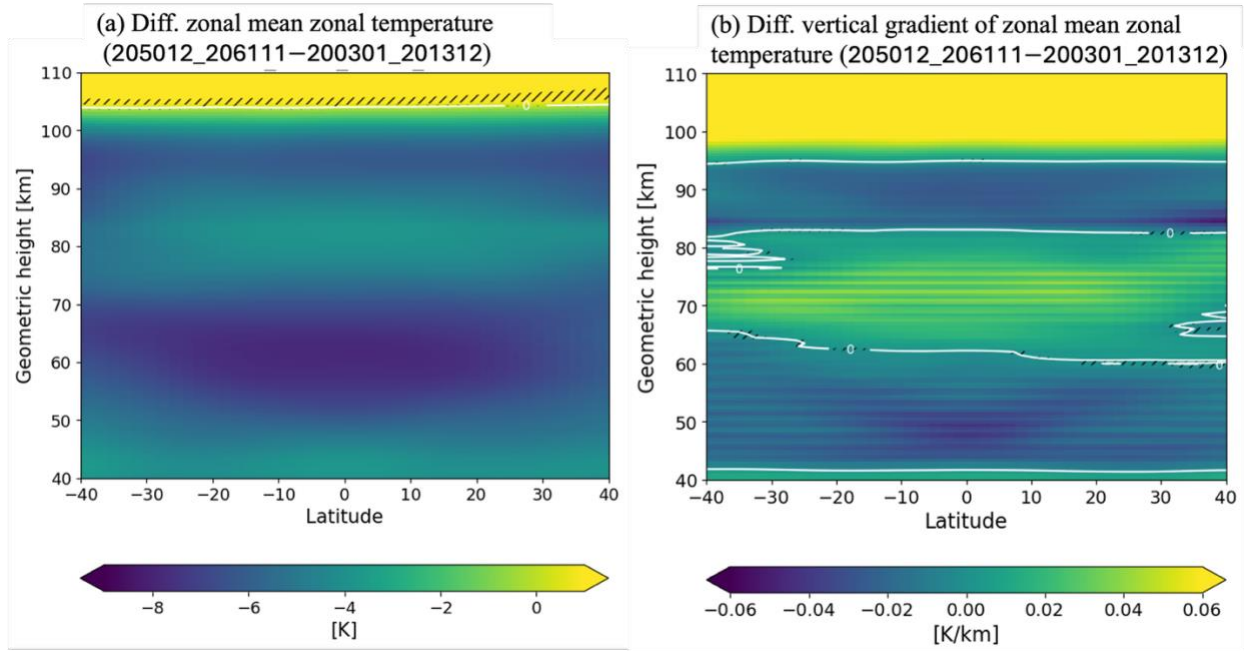 (a) Diff. zonal mean zonal temperature
(205012_206111−200301_201312)
110
100
90
80
70
60
50
40
Geometric height [km]
0
−40 −30 −20 −10 0 10 20 30 40
Latitude
−8 −6 −4 −2 0
[K]
(b) Diff. vertical gradient of zonal mean zonal
temperature (205012_206111−200301_201312)
110
100
90
80
70
60
50
40
Geometric height [km]
0
0
0
0
−40 −30 −20 −10 0 10 20 30 40
Latitude
−0.06 −0.04 −0.02 0.00 0.02 0.04 0.06
[K/km]